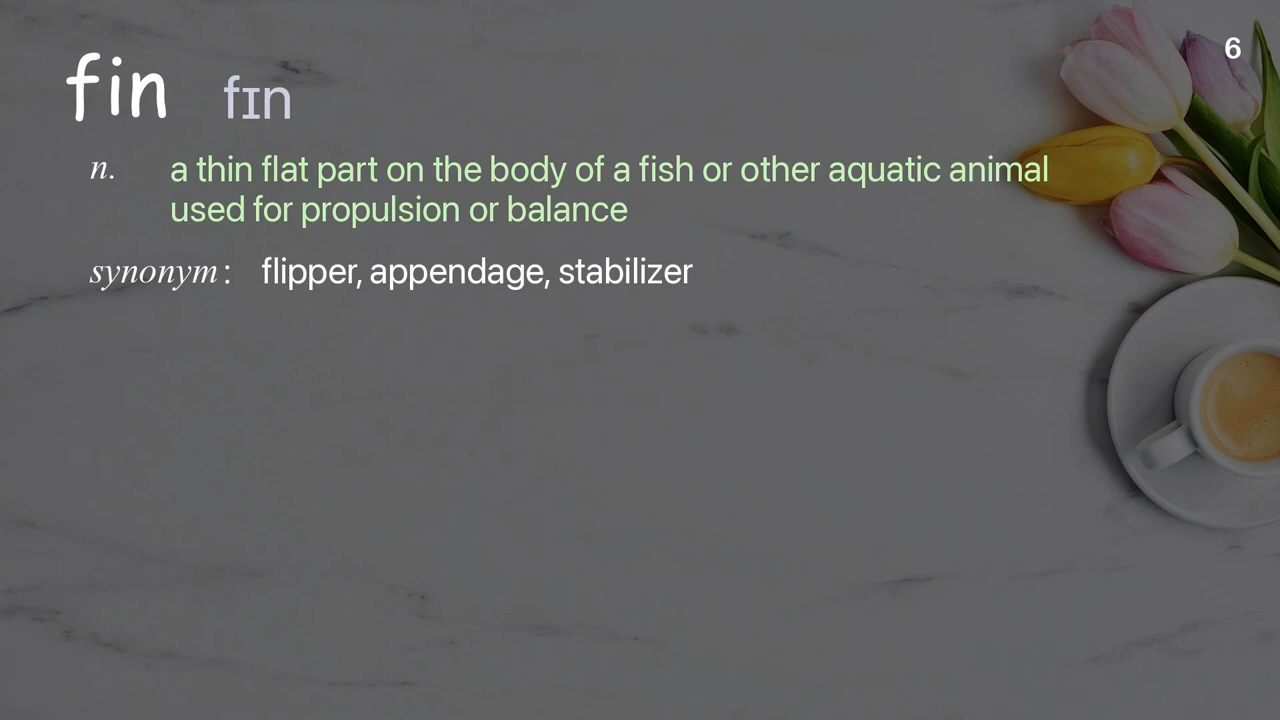 6
fin fɪn
n. a thin flat part on the body of a fish or other aquatic animal
used for propulsion or balance
synonym: flipper, appendage, stabilizer